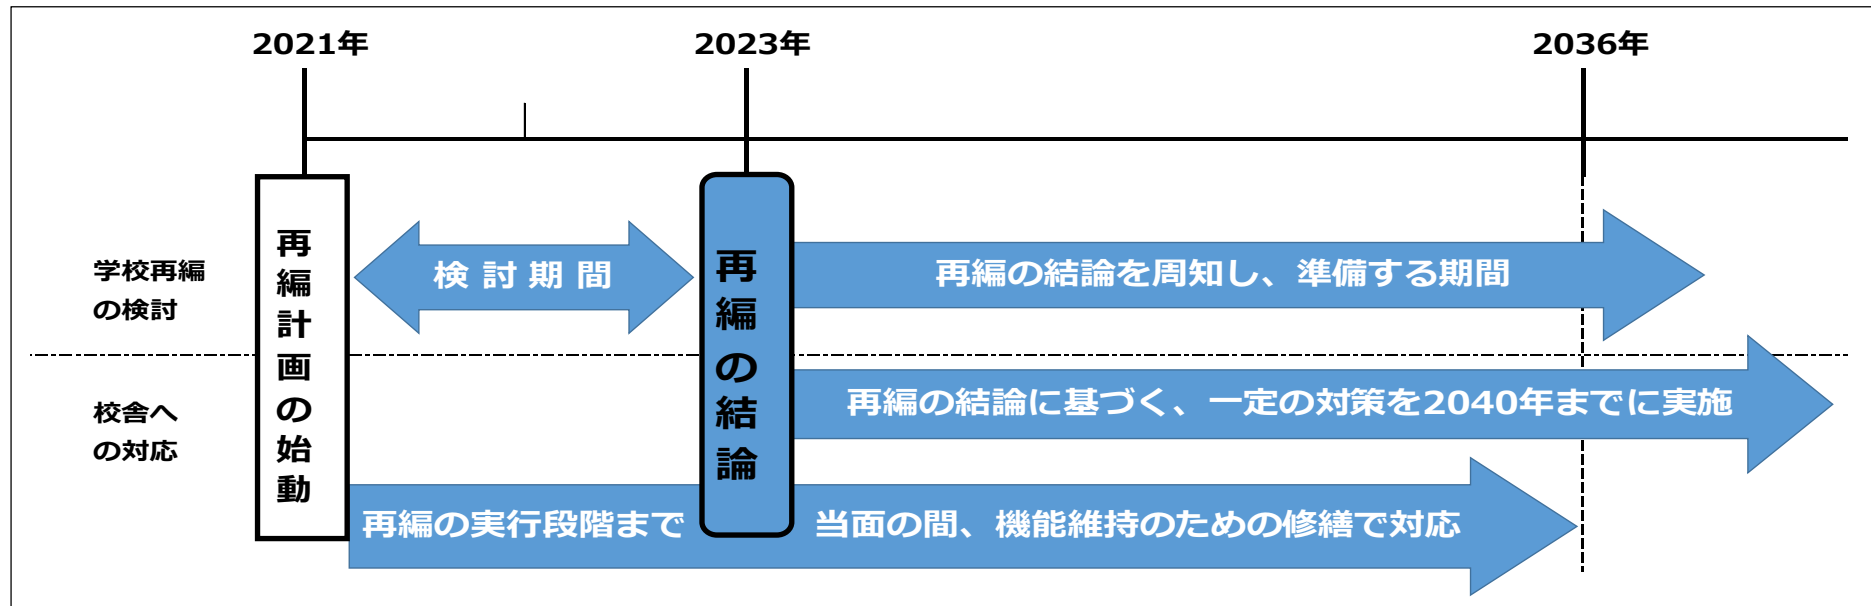 2021年
2023年
2036年
学校再編
の検討
校舎へ
の対応
再編計画の始動
検討期間
再編の結論
再編の結論を周知し、準備する期間
再編の結論に基づく、一定の対策を2040年までに実施
再編の実行段階まで 当面の間、機能維持のための修繕で対応